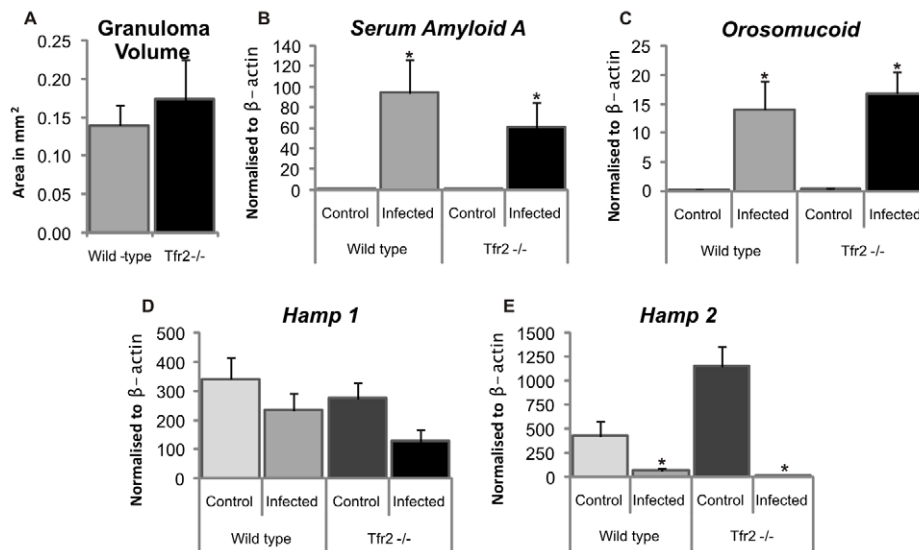 A
Granuloma
Volume
Area in mm²
0.25
0.20
0.15
0.10
0.05
0.00
Wild -type Tfr2-/-
B
Serum Amyloid A
Normalised to β-actin
140
120
100
80
60
40
20
0
*
*
Control Infected Control Infected
Wild type Tfr2 -/-
C
Orosomucoid
Normalised to β-actin
25
20
15
10
5
0
*
*
Control Infected Control Infected
Wild type Tfr2 -/-
D
Hamp 1
Normalised to β-actin
500
400
300
200
100
0
Control Infected Control Infected
Wild type Tfr2 -/-
E
Hamp 2
Normalised to β-actin
1500
1250
1000
750
500
250
0
*
*
Control Infected Control Infected
Wild type Tfr2 -/-